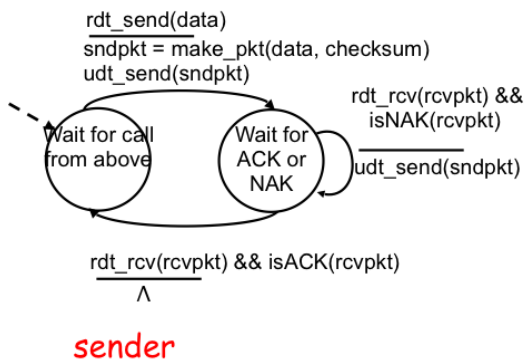 rdt_send(data)
sndpkt = make_pkt(data, checksum)
udt_send(sndpkt)
Wait for call
from above
Wait for
ACK or
NAK
rdt_rcv(rcvpkt) &&
isNAK(rcvpkt)
udt_send(sndpkt)
rdt_rcv(rcvpkt) && isACK(rcvpkt)
Λ
sender